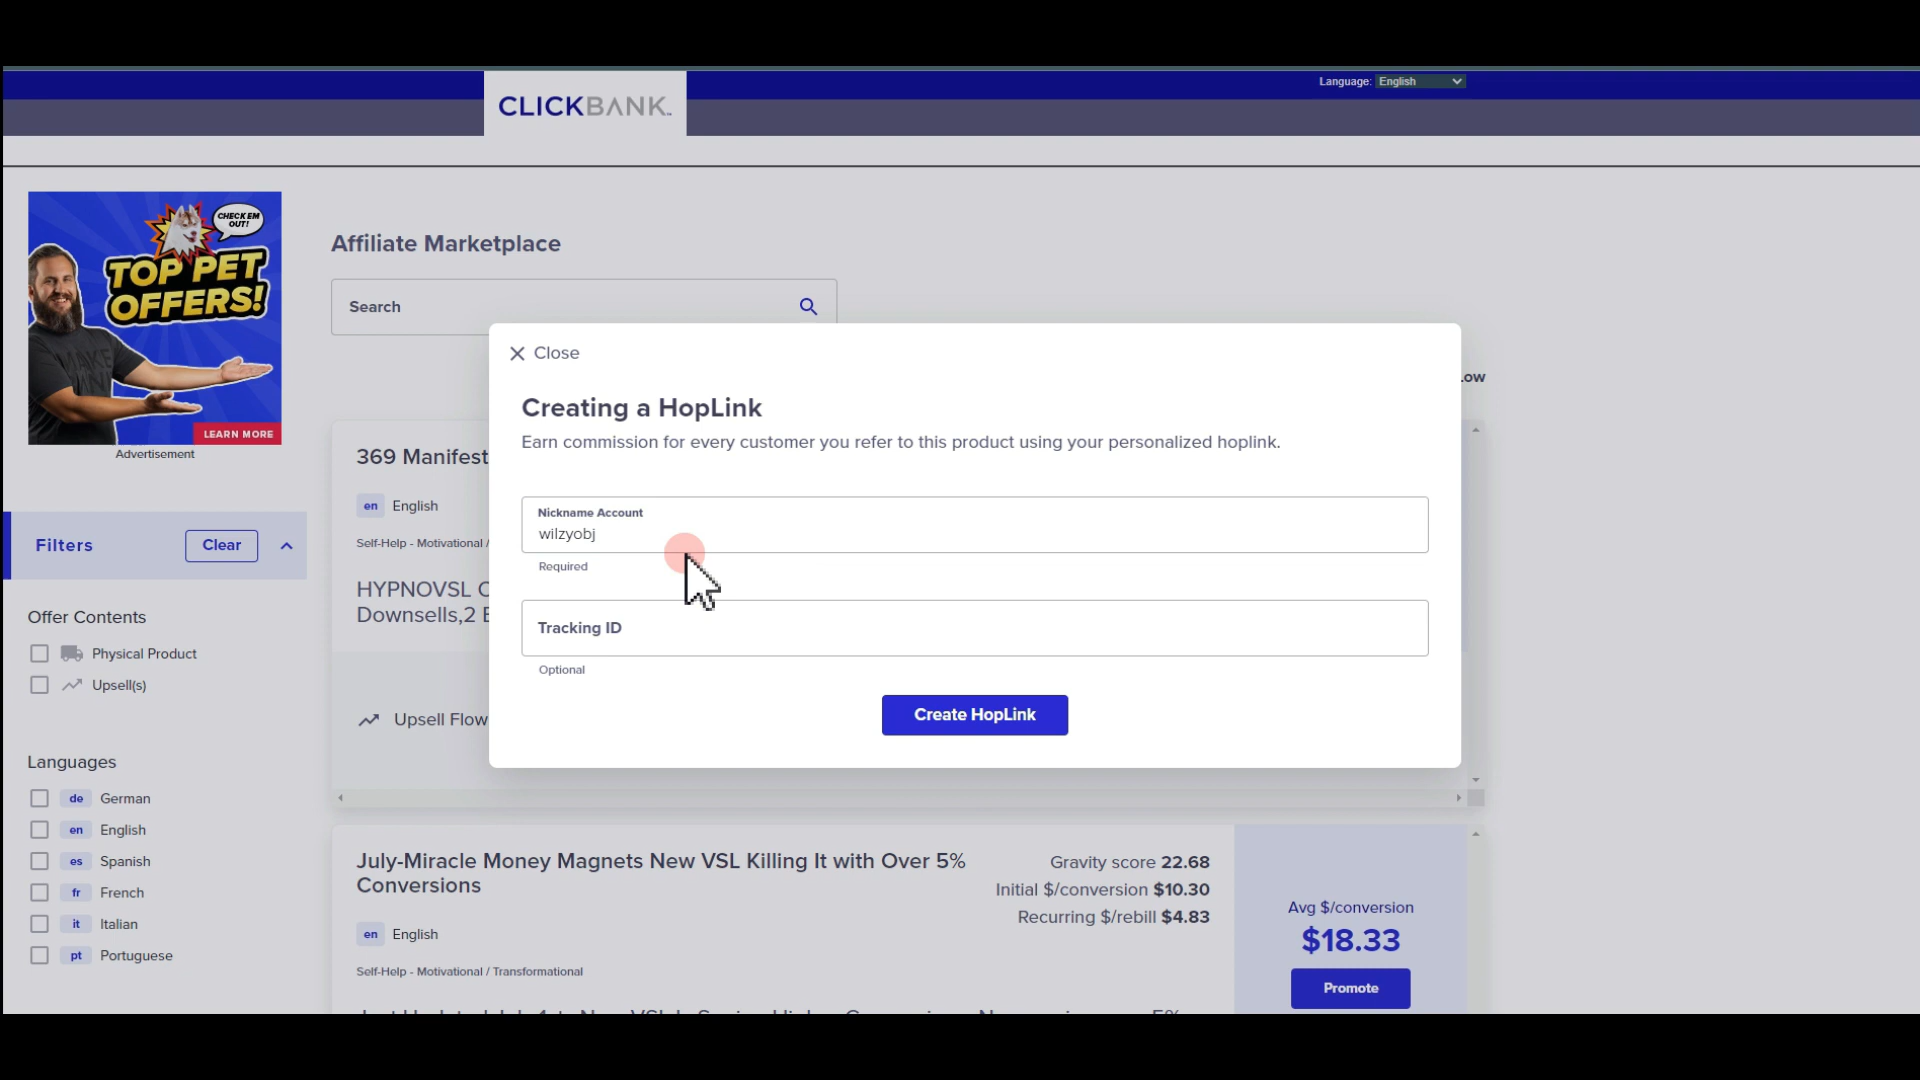 Language: English
CLICKBANK
CHECK EM
OUT!
TOP PET
OFFERS!
LEARN MORE
Advertisement
Affiliate Marketplace
Search
Close
Creating a HopLink
Earn commission for every customer you refer to this product using your personalized hoplink.
Nickname Account
wilzyobj
Required
Tracking ID
Optional
Create HopLink
Filters
Clear
Offer Contents
Physical Product
Upsell(s)
Languages
de German
en English
es Spanish
fr French
it Italian
pt Portuguese
369 Manifest
en English
Self-Help - Motivational /
HYPNOVSL
Downsells,2
Upsell Flow
July-Miracle Money Magnets New VSL Killing It with Over 5%
Conversions
en English
Self-Help - Motivational / Transformational
Gravity score 22.68
Initial $/conversion $10.30
Recurring $/rebill $4.83
Avg $/conversion
$18.33
Promote